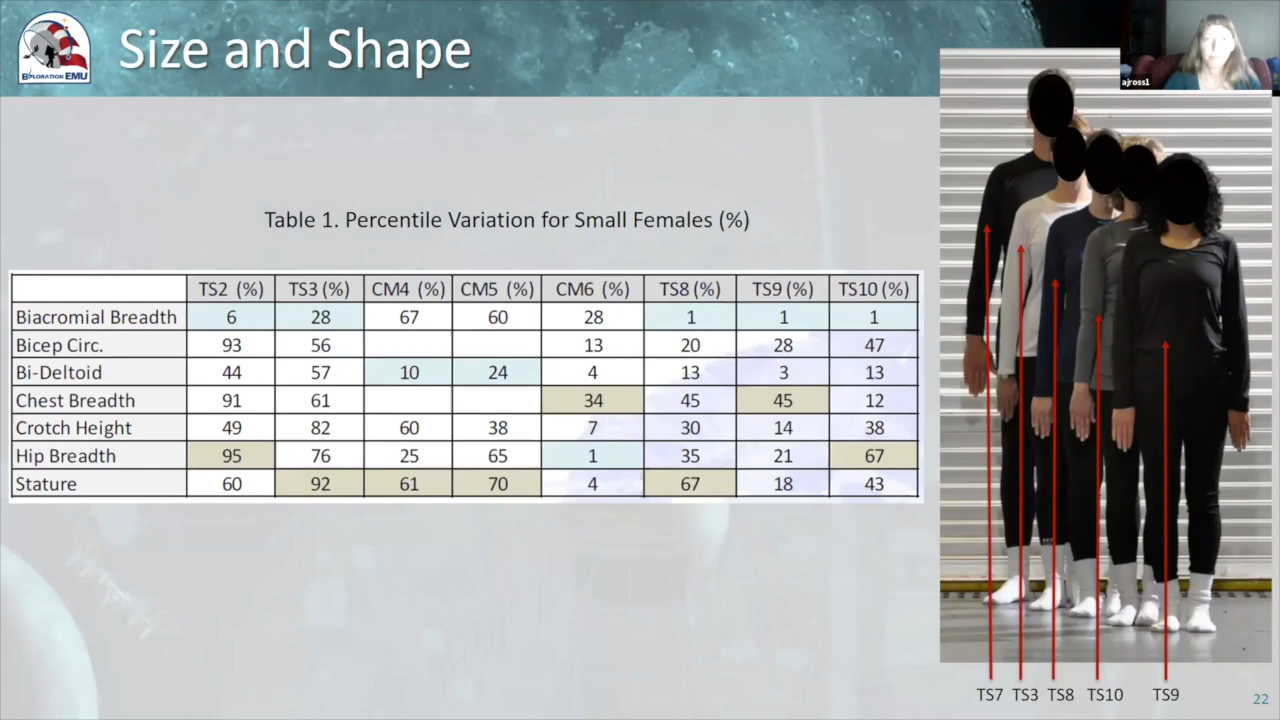 Size and Shape
EXPLORATION EMU
ajross1
Table 1. Percentile Variation for Small Females (%)
TS2 (%) TS3 (%) CM4 (%) CM5 (%) CM6 (%) TS8 (%) TS9 (%) TS10 (%)
Biacromial Breadth 6 28 67 60 28 1 1 1
Bicep Circ. 93 56 13 20 28 47
Bi-Deltoid 44 57 10 24 4 13 3 13
Chest Breadth 91 61 34 45 45 12
Crotch Height 49 82 60 38 7 30 14 38
Hip Breadth 95 76 25 65 1 35 21 67
Stature 60 92 61 70 4 67 18 43
TS7 TS3 TS8 TS10 TS9
22